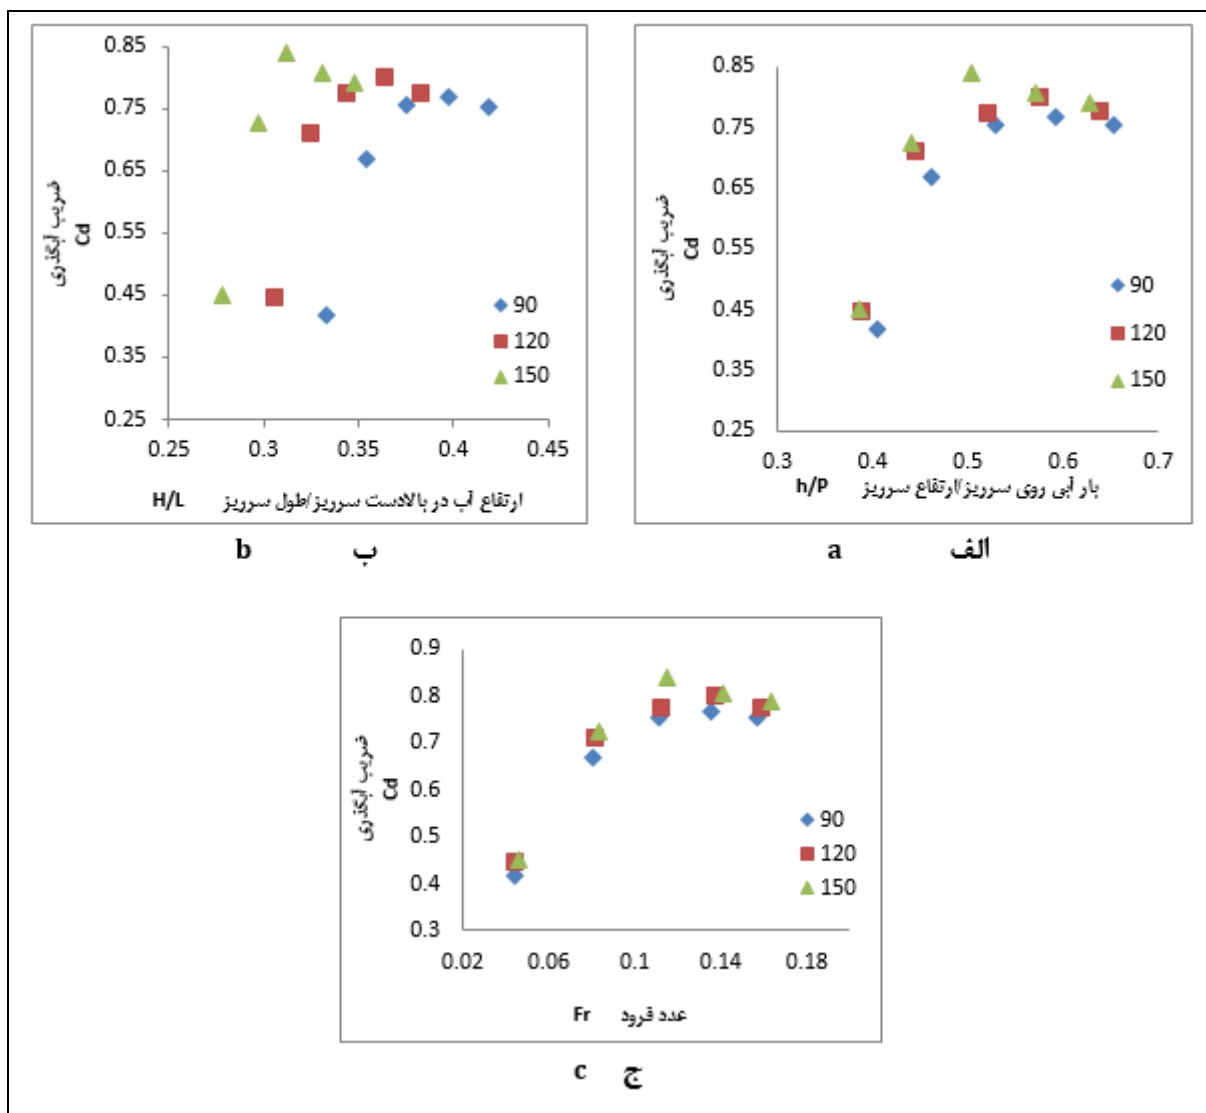 0.85
0.75
0.65
0.55
0.45
0.35
0.25
ضریب آبگذری
Cd
90
120
150
0.25 0.3 0.35 0.4 0.45
ارتفاع آب در بالادست سرریز/طول سرریز H/L
ب b
0.85
0.75
0.65
0.55
0.45
0.35
0.25
ضریب آبگذری
Cd
90
120
150
0.3 0.4 0.5 0.6 0.7
بار آبی روی سرریز/ارتفاع سرریز h/P
الف a
0.9
0.8
0.7
0.6
0.5
0.4
0.3
ضریب آبگذری
Cd
90
120
150
0.02 0.06 0.1 0.14 0.18
عدد فرود Fr
ج c